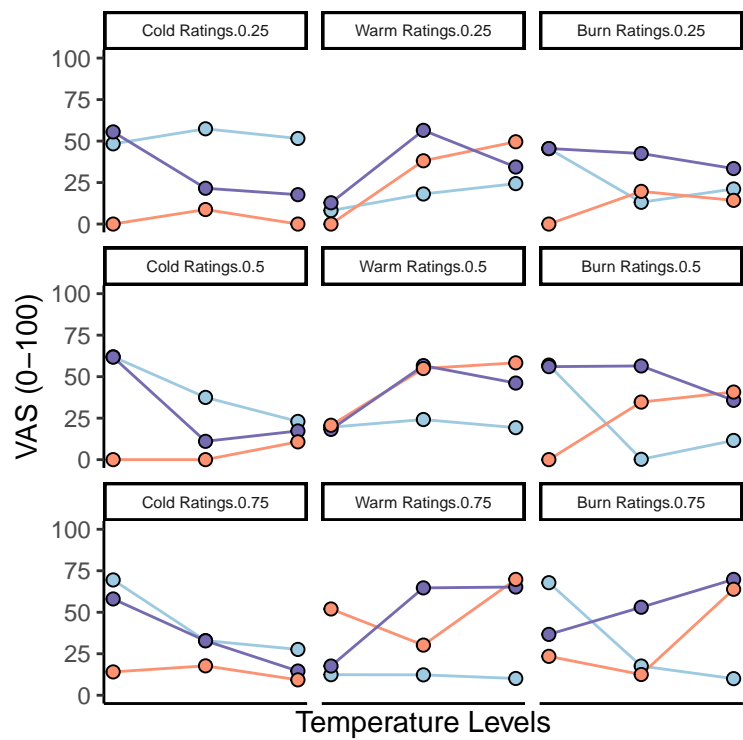 Cold Ratings.0.25
Warm Ratings.0.25
Burn Ratings.0.25
100
75
50
25
0
Cold Ratings.0.5
Warm Ratings.0.5
Burn Ratings.0.5
100
75
50
25
0
Cold Ratings.0.75
Warm Ratings.0.75
Burn Ratings.0.75
100
75
50
25
0
VAS (0−100)
Temperature Levels